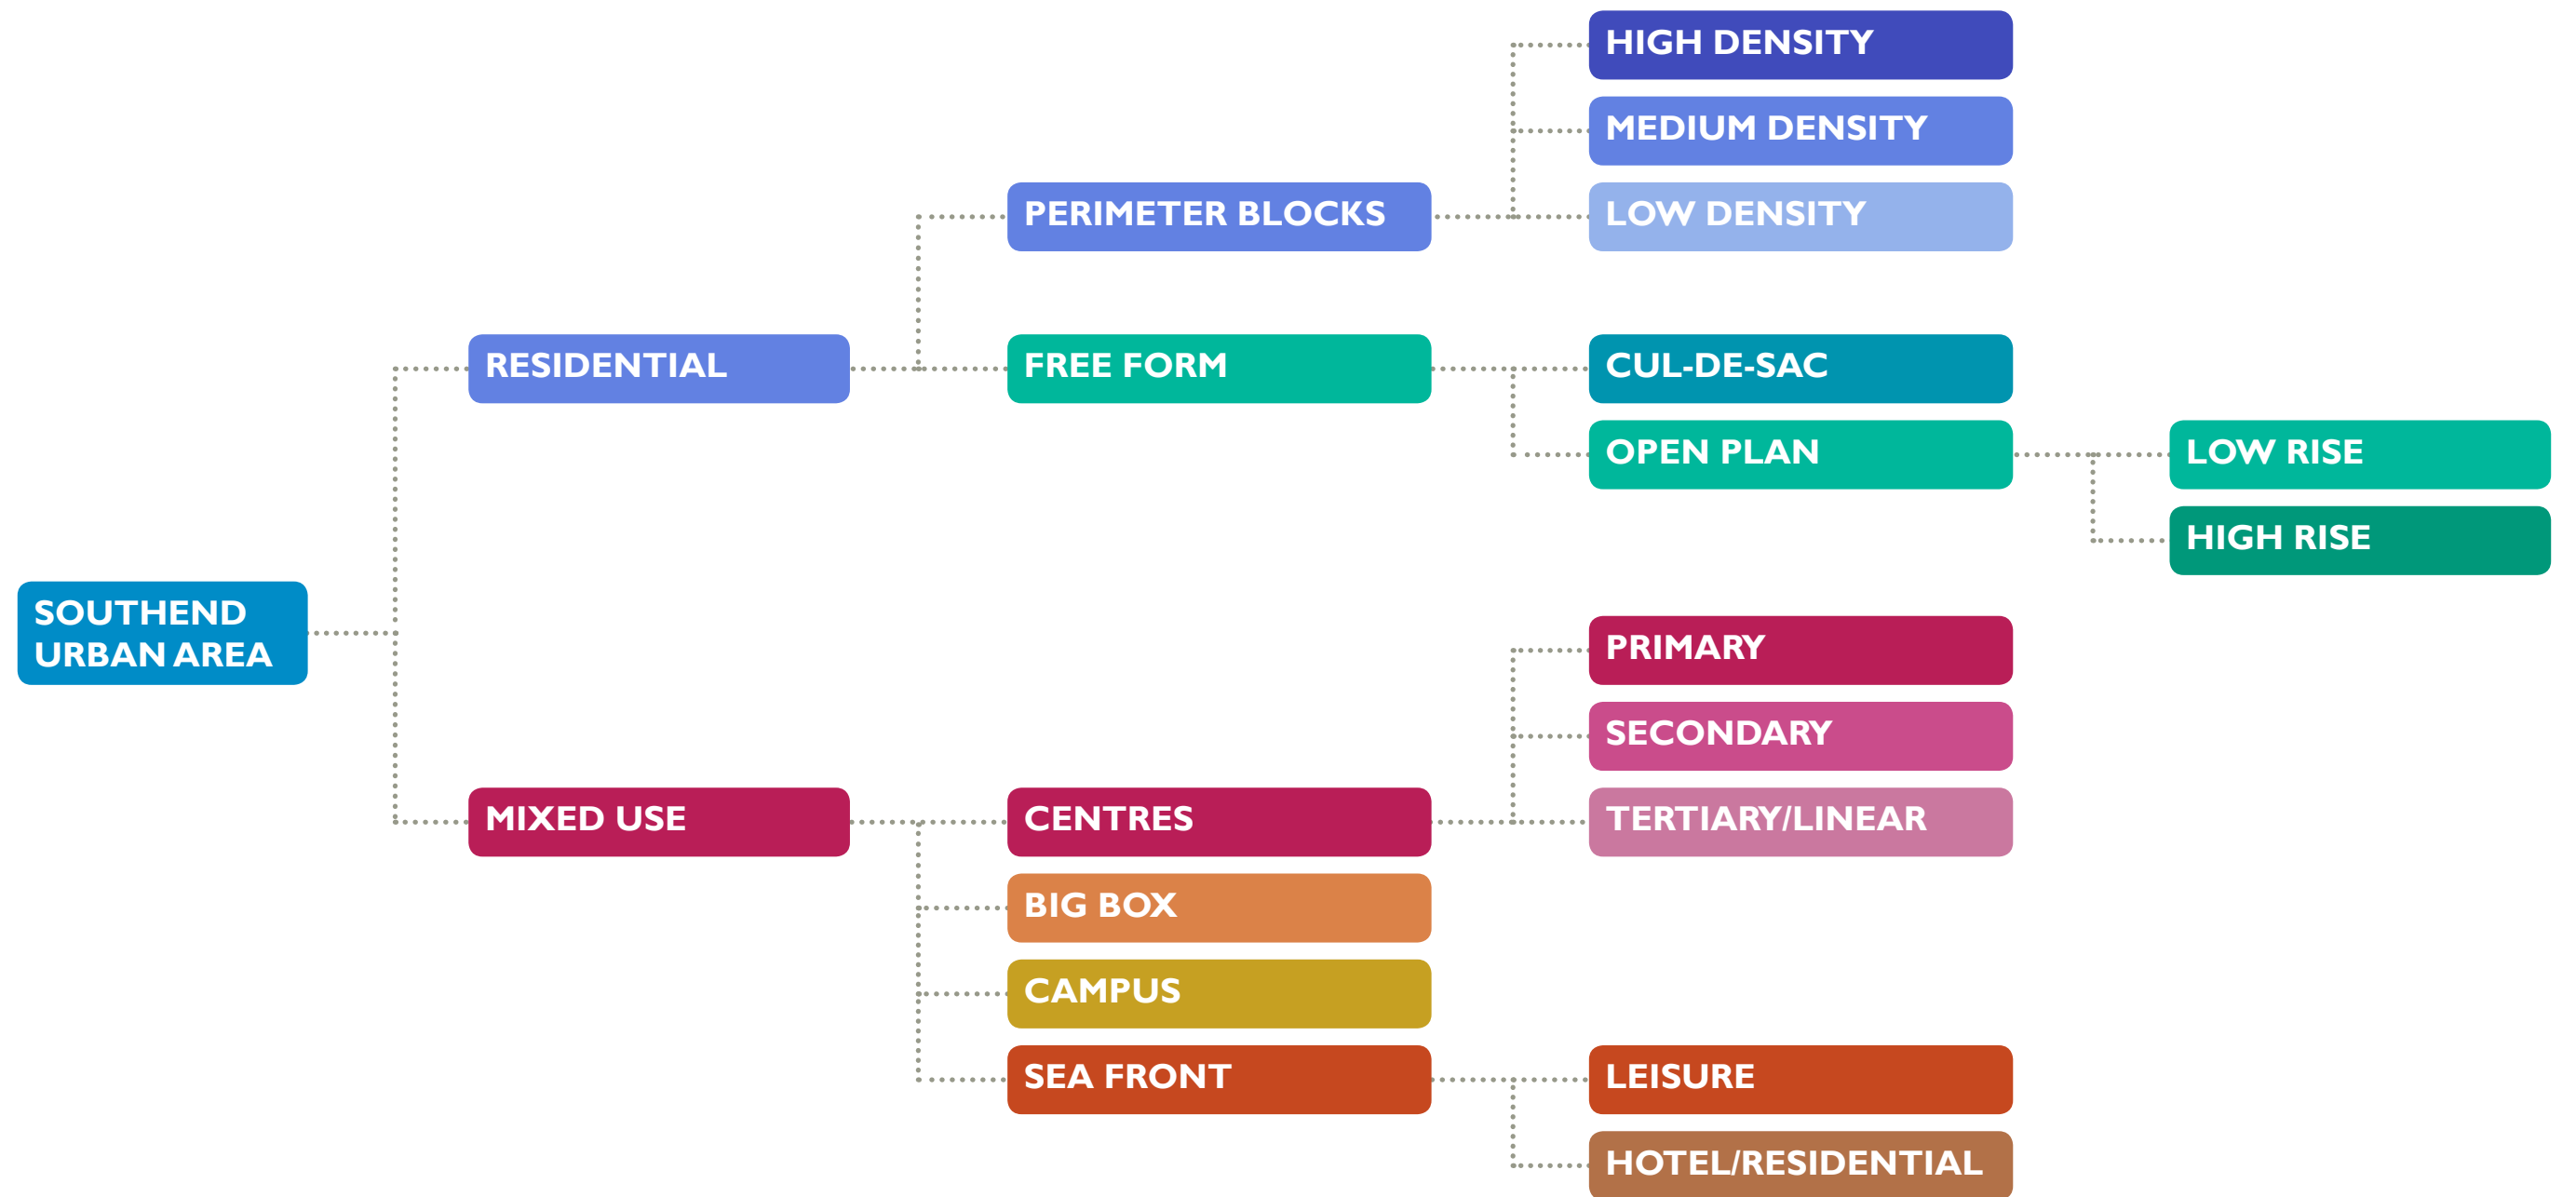 HIGH DENSITY
MEDIUM DENSITY
PERIMETER BLOCKS
LOW DENSITY
RESIDENTIAL
FREE FORM
CUL-DE-SAC
OPEN PLAN
LOW RISE
HIGH RISE
SOUTHEND
URBAN AREA
PRIMARY
SECONDARY
MIXED USE
CENTRES
TERTIARY/LINEAR
BIG BOX
CAMPUS
SEA FRONT
LEISURE
HOTEL/RESIDENTIAL